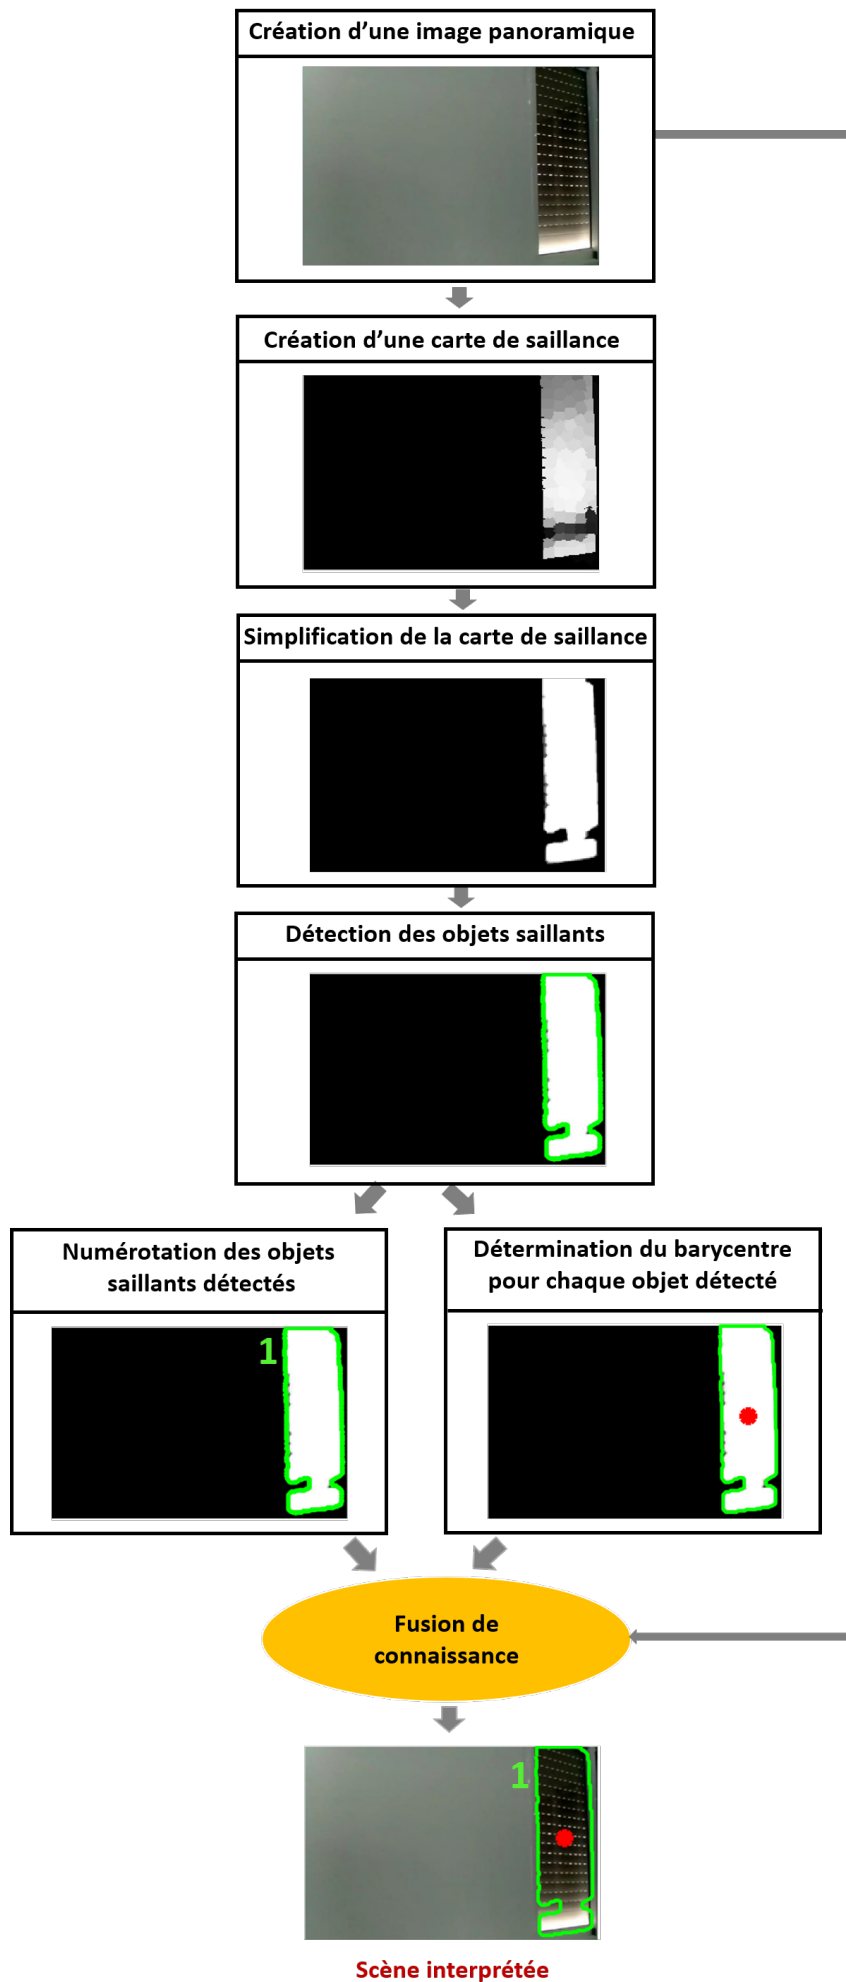 Création d’une image panoramique
Création d’une carte de saillance
Simplification de la carte de saillance
Détection des objets saillants
Numérotation des objets
saillants détectés
1
Détermination du barycentre
pour chaque objet détecté
Fusion de
connaissance
1
Scène interprétée